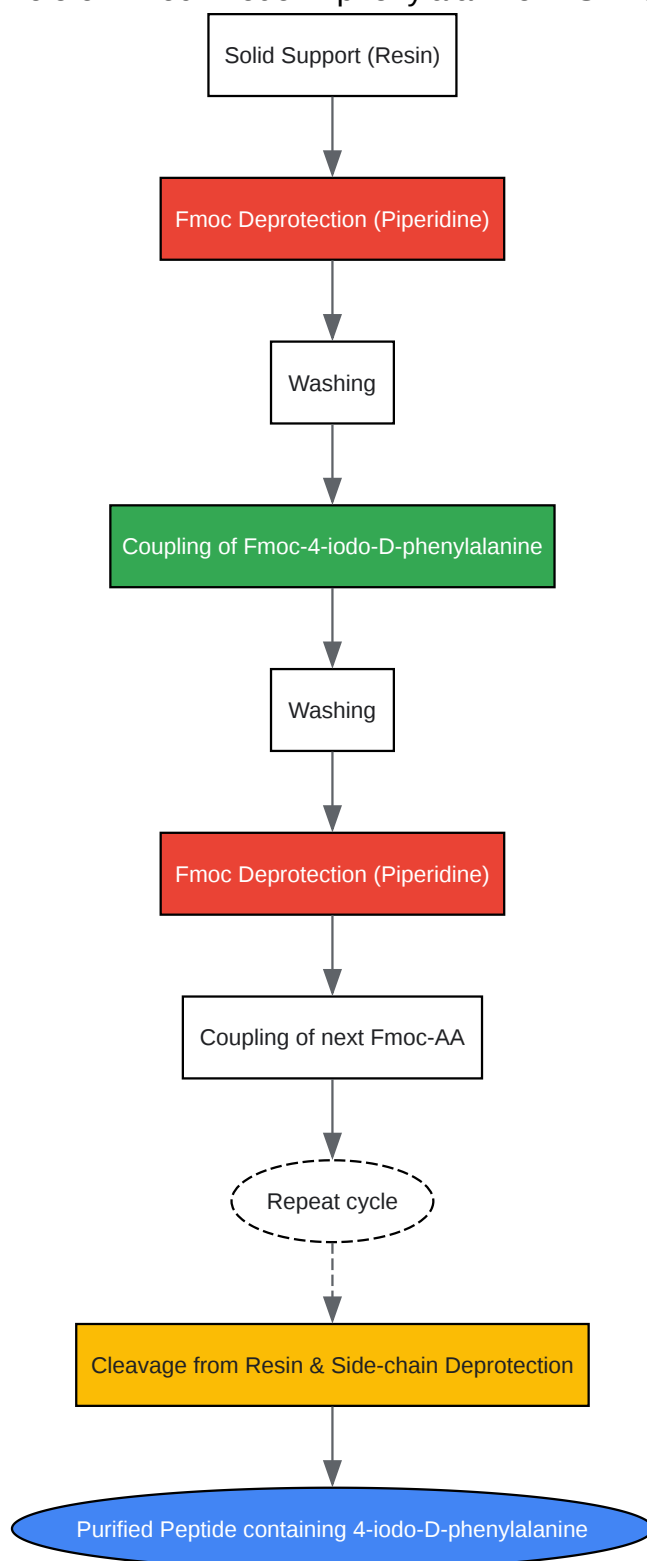 Solid Support (Resin)
Fmoc Deprotection (Piperidine)
Washing
Coupling of Fmoc-4-iodo-D-phenylalanine
Washing
Fmoc Deprotection (Piperidine)
Coupling of next Fmoc-AA
Repeat cycle
Cleavage from Resin & Side-chain Deprotection
Purified Peptide containing 4-iodo-D-phenylalanine